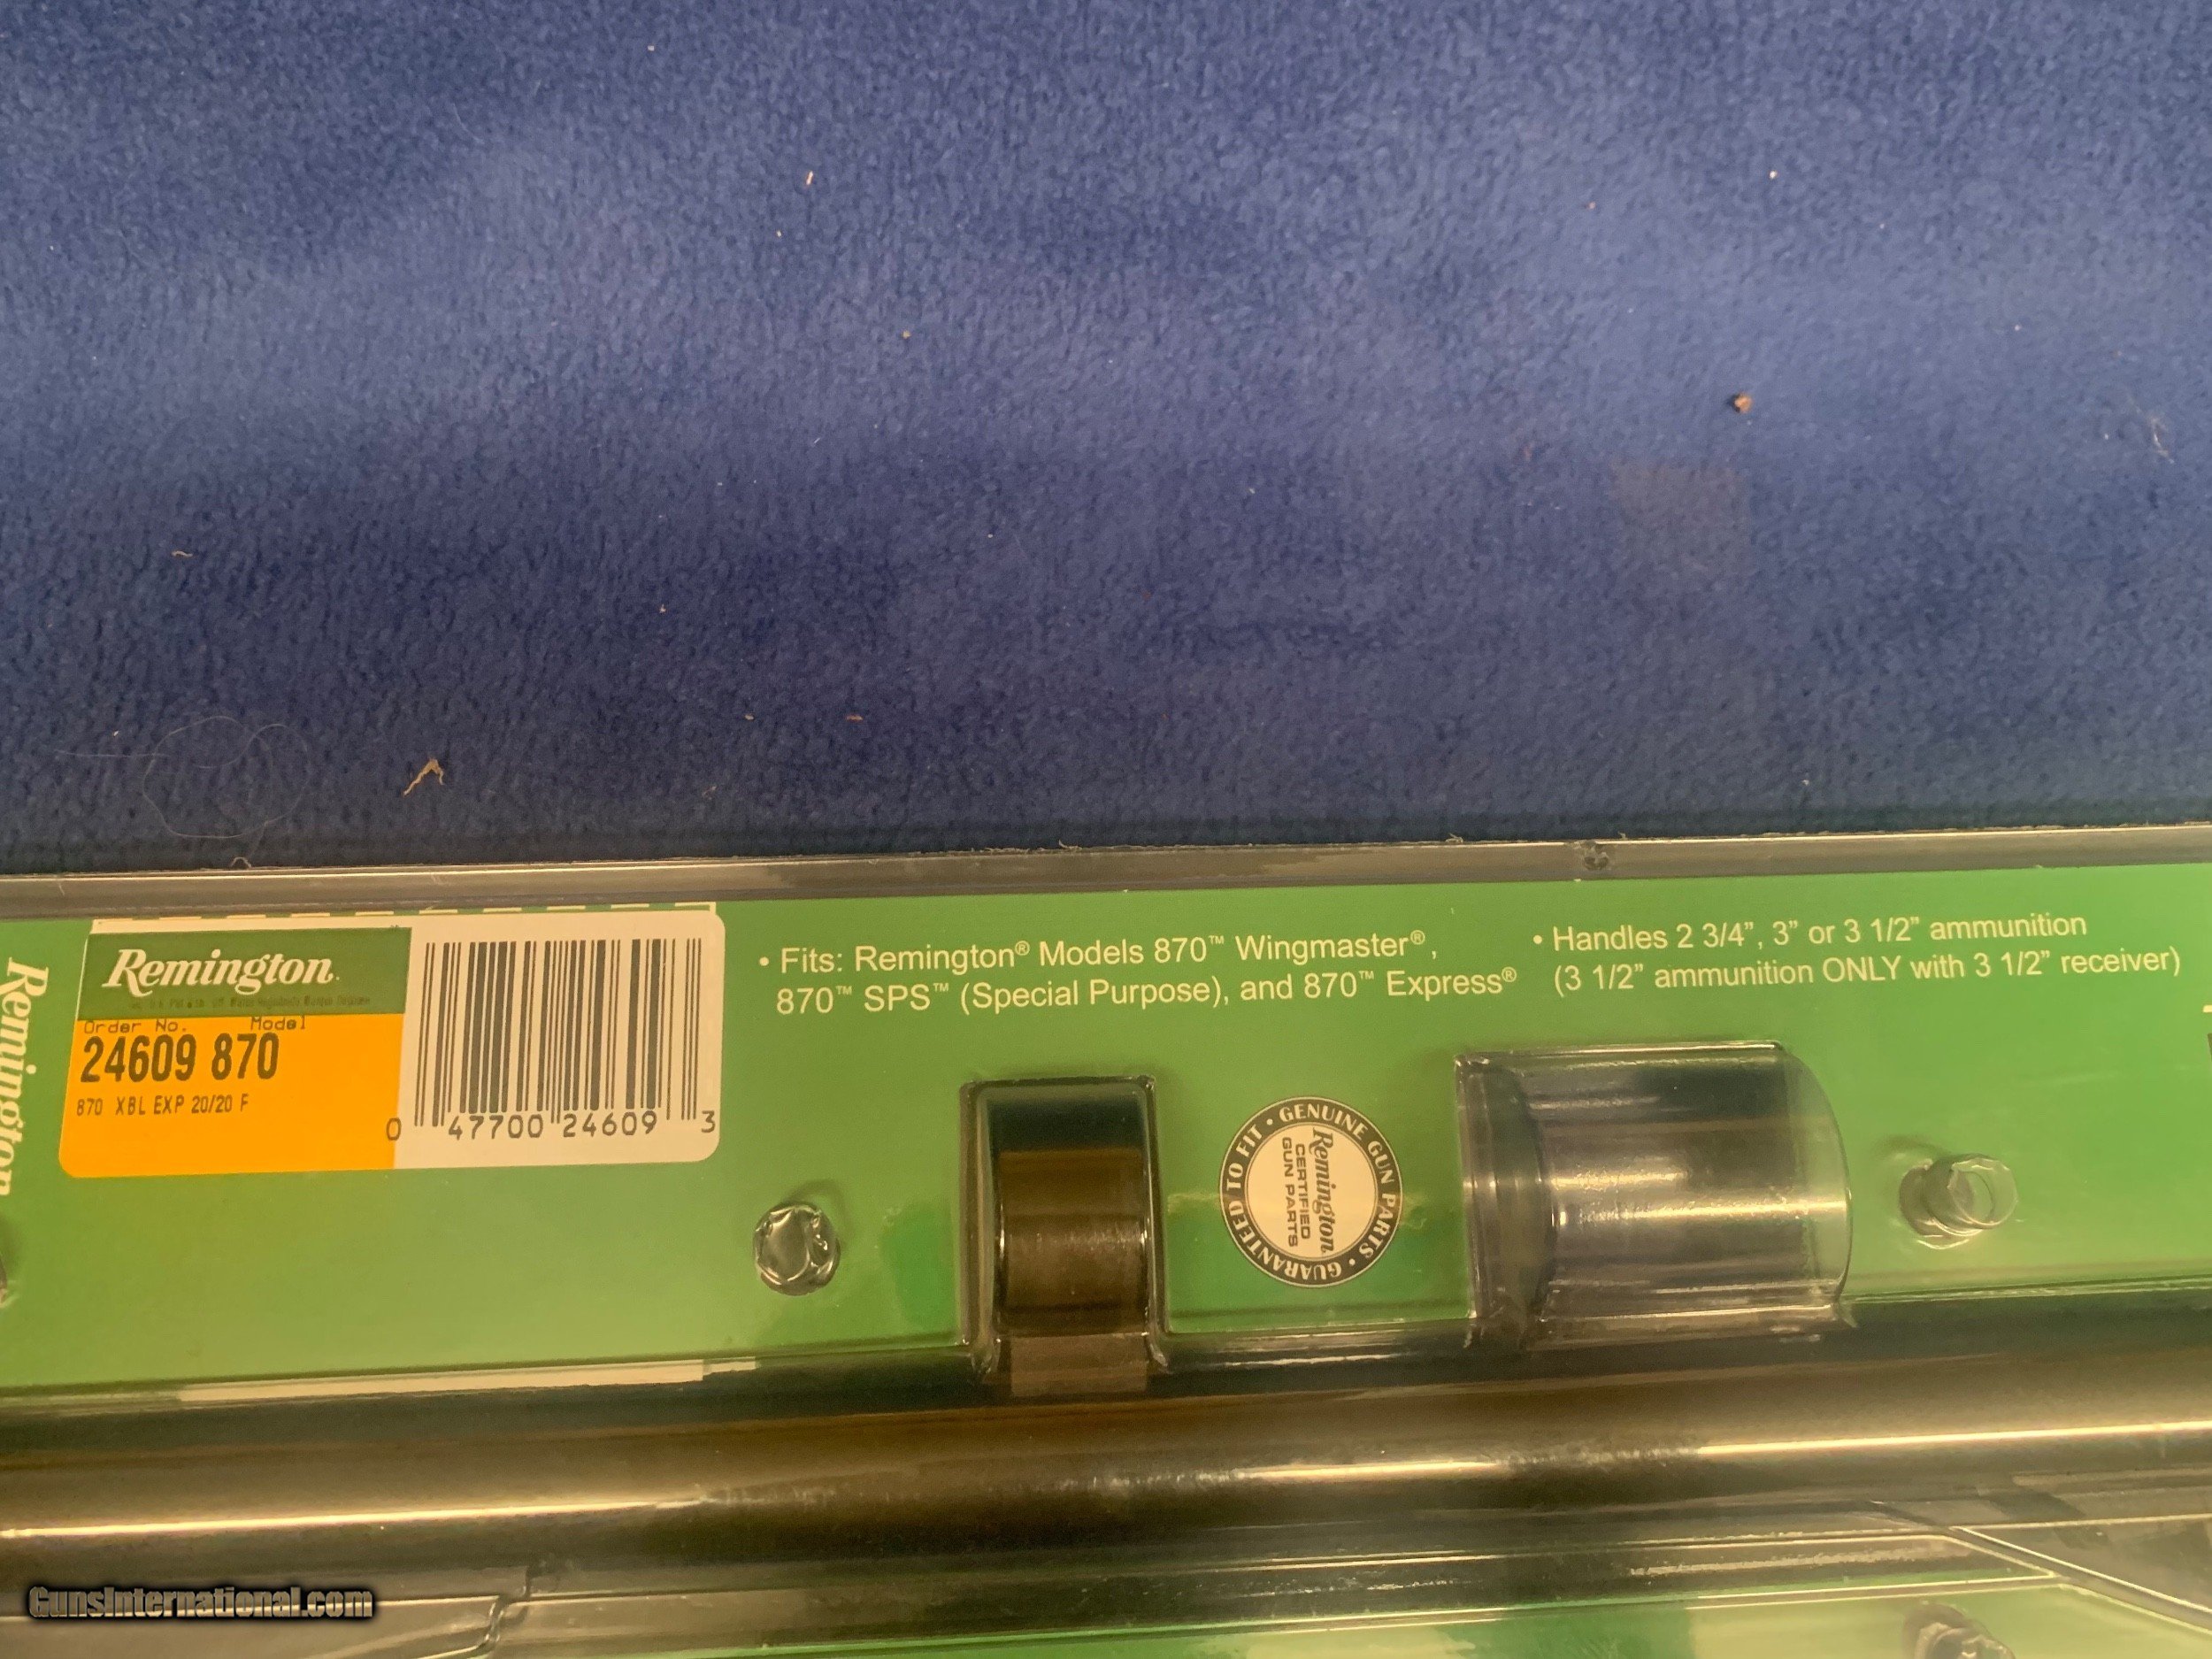 Remington
Remington.
Order No. Model
24609 870
870 XBL EXP 20/20 F
0 47700 24609 3
• Fits: Remington® Models 870™ Wingmaster®,
870™ SPS™ (Special Purpose), and 870™ Express®
• Handles 2 3/4”, 3” or 3 1/2” ammunition
(3 1/2” ammunition ONLY with 3 1/2” receiver)
GUARANTEED TO FIT • GENUINE GUN PARTS •
Remington
CERTIFIED
GUN PARTS
GunsInternational.com